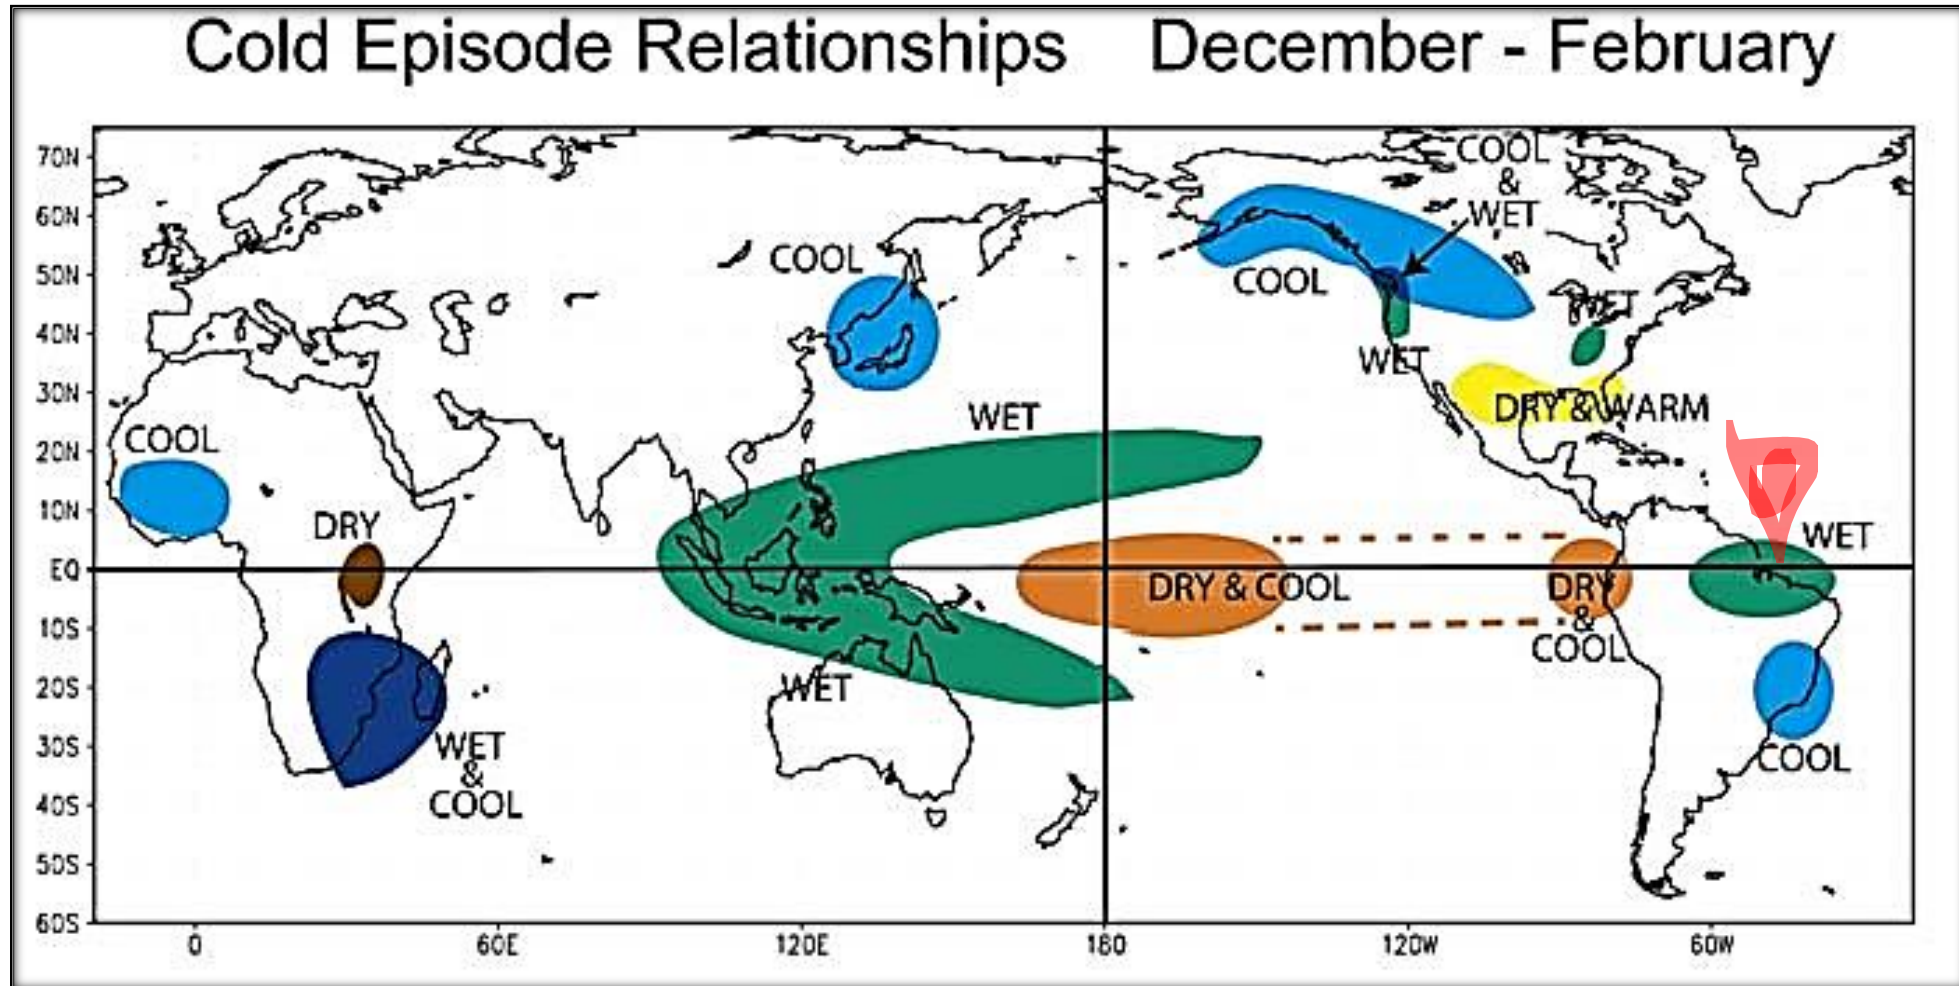 Cold Episode Relationships December - February
70N
60N
50N
40N
30N
20N
10N
EQ
10S
20S
30S
40S
50S
60S
0
60E
120E
180
120W
60W
COOL
DRY
WET
&
COOL
COOL
WET
WET
DRY & COOL
COOL
&
WET
COOL
WET
WET
DRY & WARM
DRY
&
COOL
WET
COOL